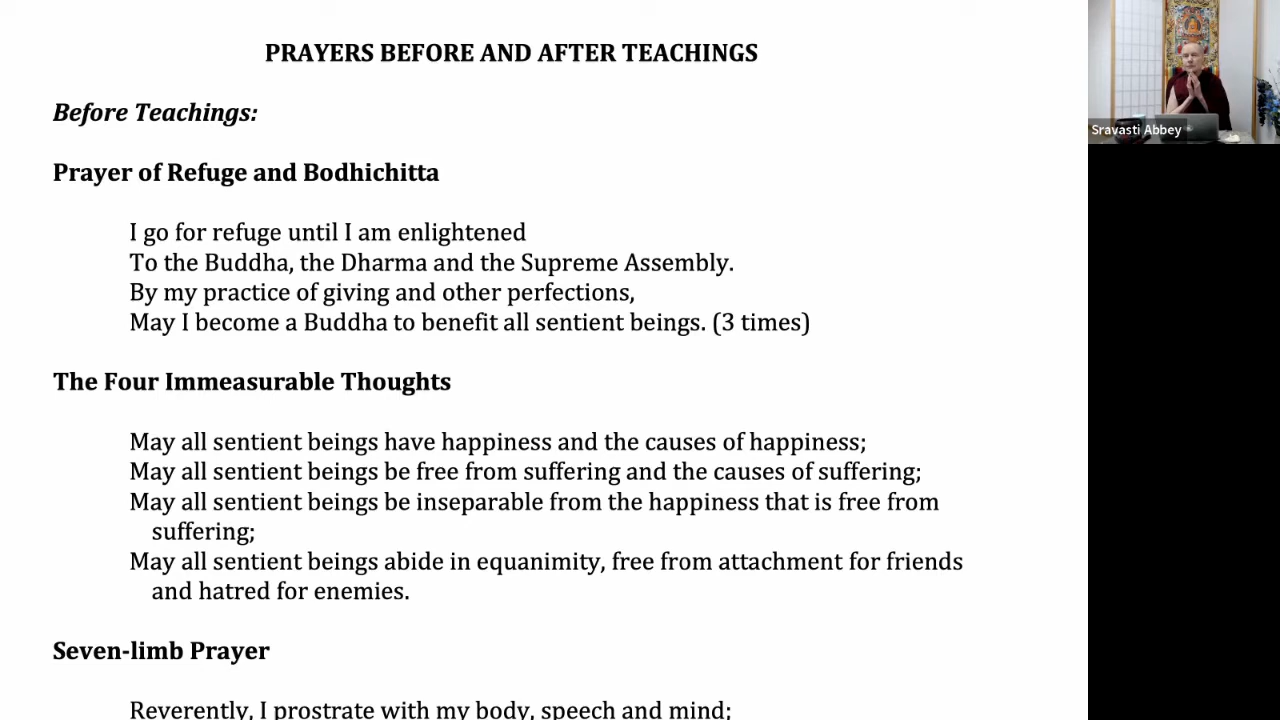 PRAYERS BEFORE AND AFTER TEACHINGS
Before Teachings:
Prayer of Refuge and Bodhichitta
I go for refuge until I am enlightened
To the Buddha, the Dharma and the Supreme Assembly.
By my practice of giving and other perfections,
May I become a Buddha to benefit all sentient beings. (3 times)
The Four Immeasurable Thoughts
May all sentient beings have happiness and the causes of happiness;
May all sentient beings be free from suffering and the causes of suffering;
May all sentient beings be inseparable from the happiness that is free from
suffering;
May all sentient beings abide in equanimity, free from attachment for friends
and hatred for enemies.
Seven-limb Prayer
Reverently, I prostrate with my body, speech and mind;
Sravasti Abbey